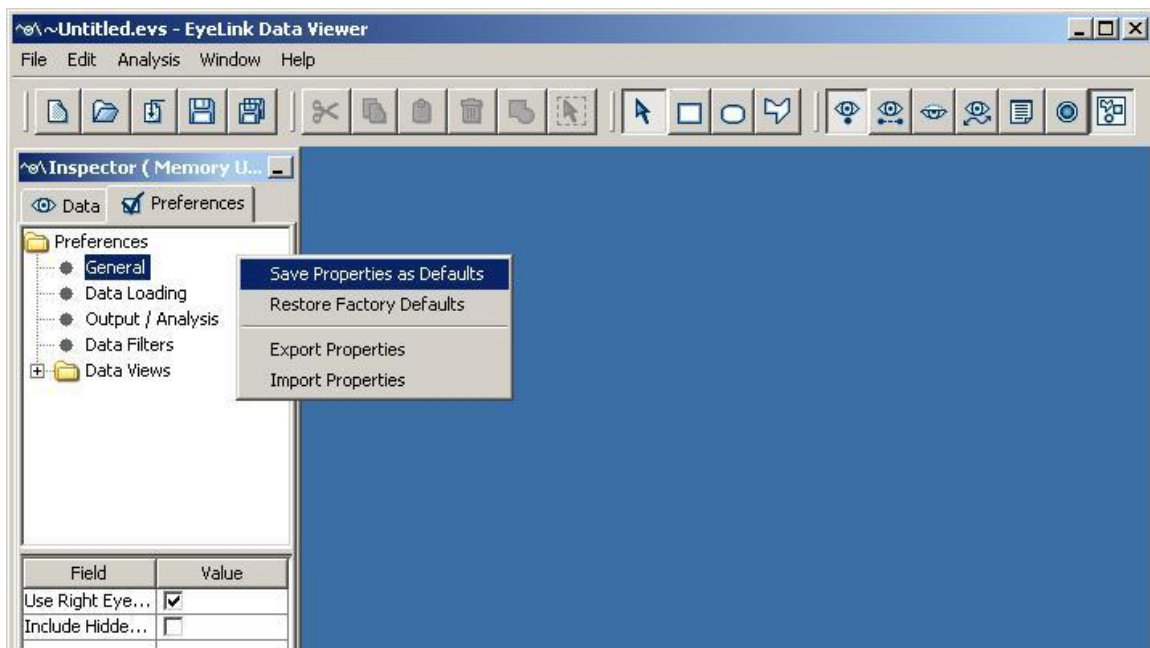 ~Untitled.evs - EyeLink Data Viewer
File Edit Analysis Window Help
Inspector ( Memory U...
Data Preferences
Preferences
General
Data Loading
Output / Analysis
Data Filters
Data Views
Save Properties as Defaults
Restore Factory Defaults
Export Properties
Import Properties
Field Value
Use Right Eye...
Include Hidde...